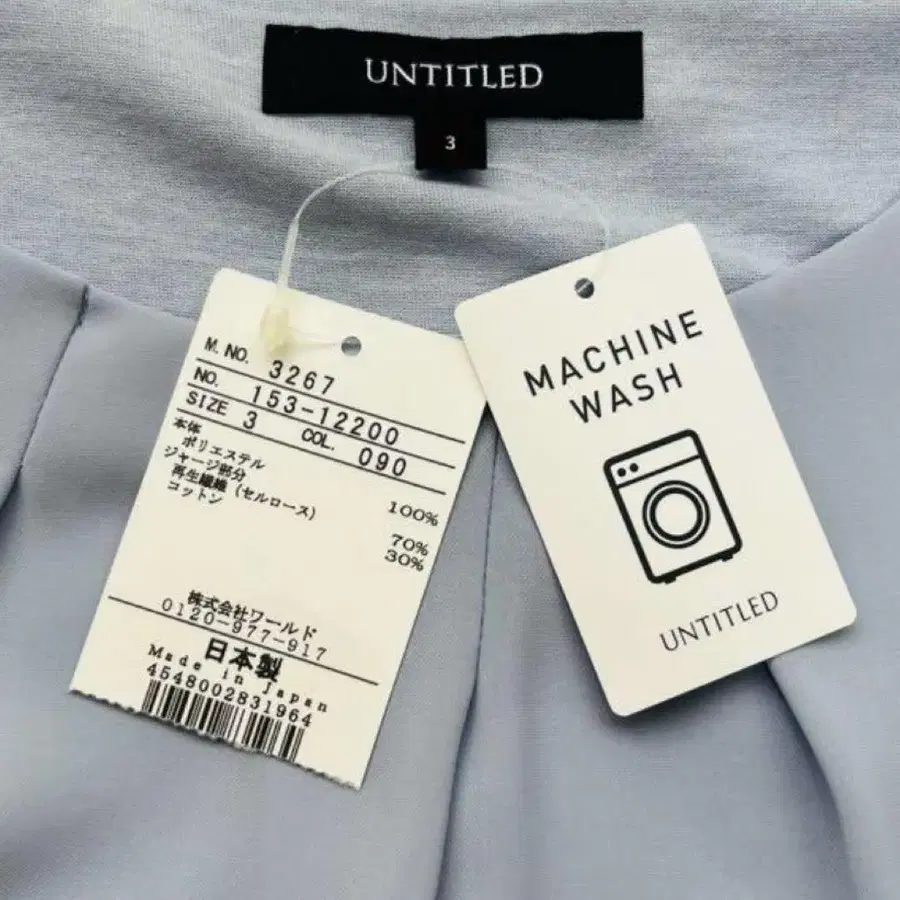 UNTITLED
3
M. NO. 3267
NO. 153-12200
SIZE 3 COL. 090
本体
ポリエステル 100%
ジャージ部分
再生繊維 (セルロース) 70%
コットン 30%
株式会社ワールド
0120-977-917
日本製
Made in Japan
4548002831964
MACHINE
WASH
UNTITLED